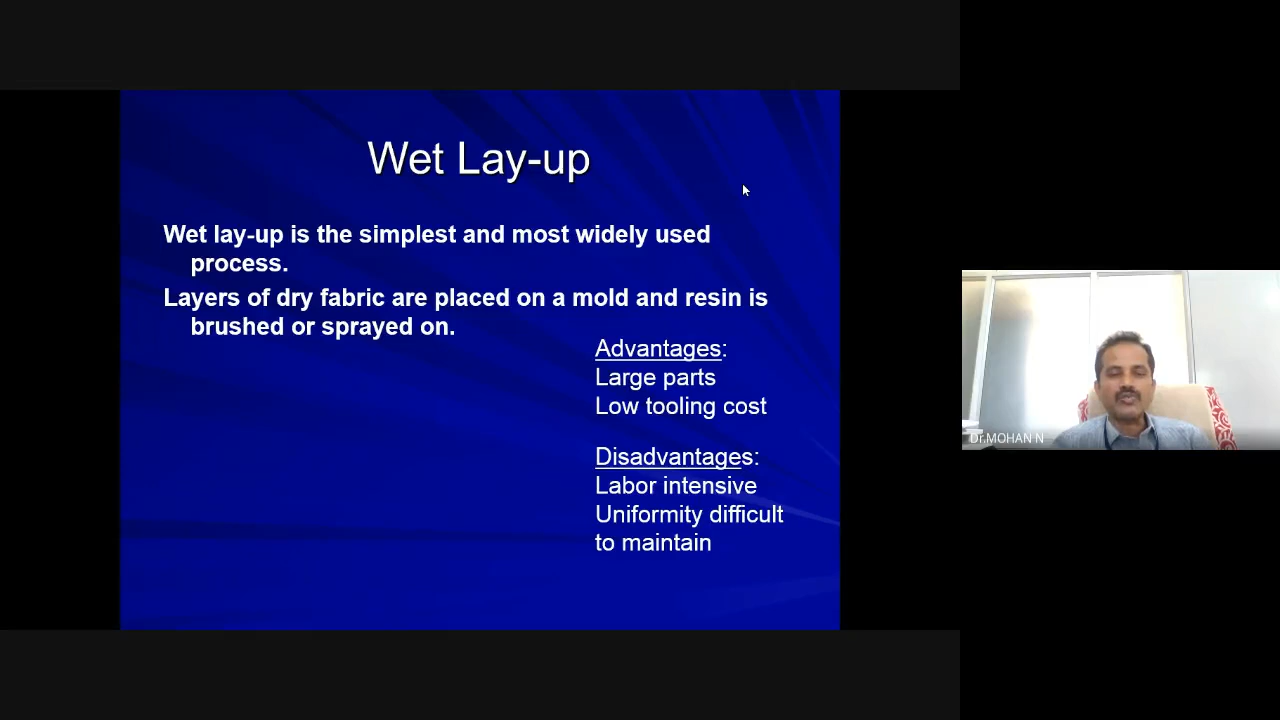 Wet Lay-up
Wet lay-up is the simplest and most widely used
process.
Layers of dry fabric are placed on a mold and resin is
brushed or sprayed on.
Advantages:
Large parts
Low tooling cost
Disadvantages:
Labor intensive
Uniformity difficult
to maintain
Dr.MOHAN N